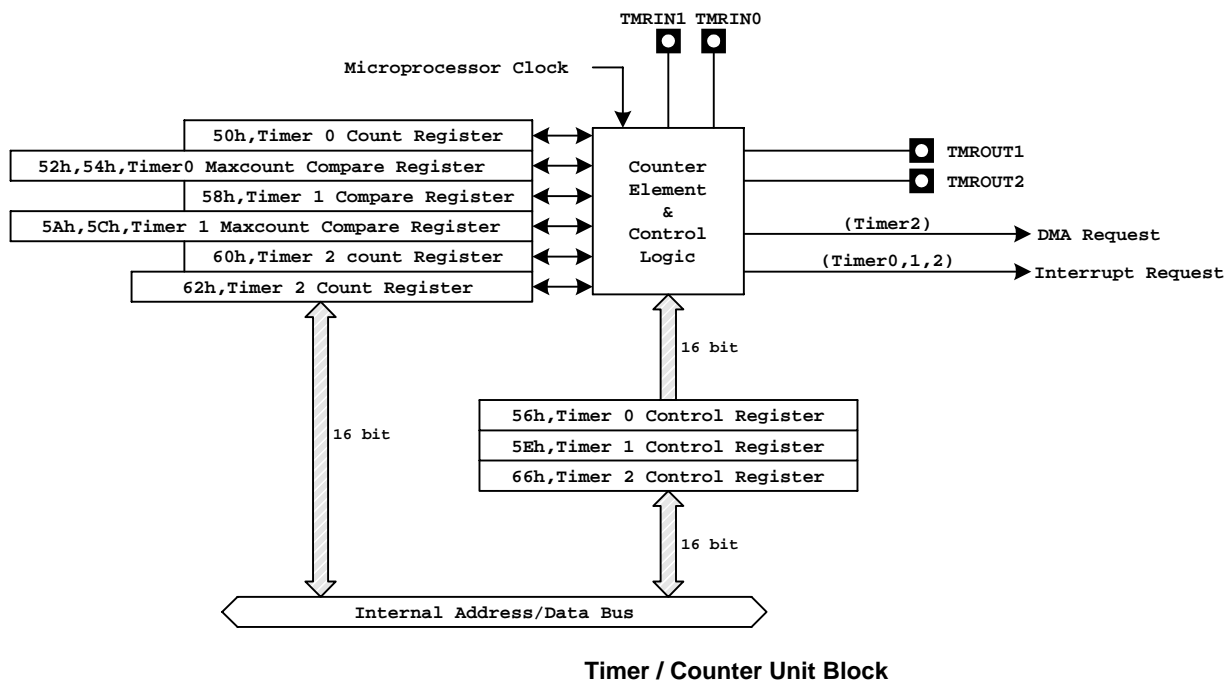 TMRIN1 TMRIN0
Microprocessor Clock
50h,Timer 0 Count Register
52h,54h,Timer0 Maxcount Compare Register
58h,Timer 1 Compare Register
5Ah,5Ch,Timer 1 Maxcount Compare Register
60h,Timer 2 count Register
62h,Timer 2 Count Register
Counter
Element
&
Control
Logic
TMROUT1
TMROUT2
(Timer2)
DMA Request
(Timer0,1,2)
Interrupt Request
16 bit
56h,Timer 0 Control Register
5Eh,Timer 1 Control Register
66h,Timer 2 Control Register
16 bit
16 bit
Internal Address/Data Bus
Timer / Counter Unit Block